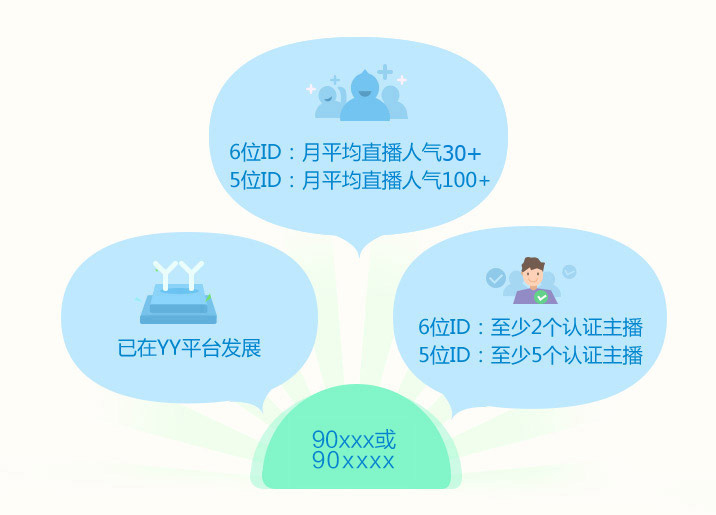 6位ID：月平均直播人气30+
5位ID：月平均直播人气100+
YY
已在YY平台发展
6位ID：至少2个认证主播
5位ID：至少5个认证主播
90xxx或
90xxxx